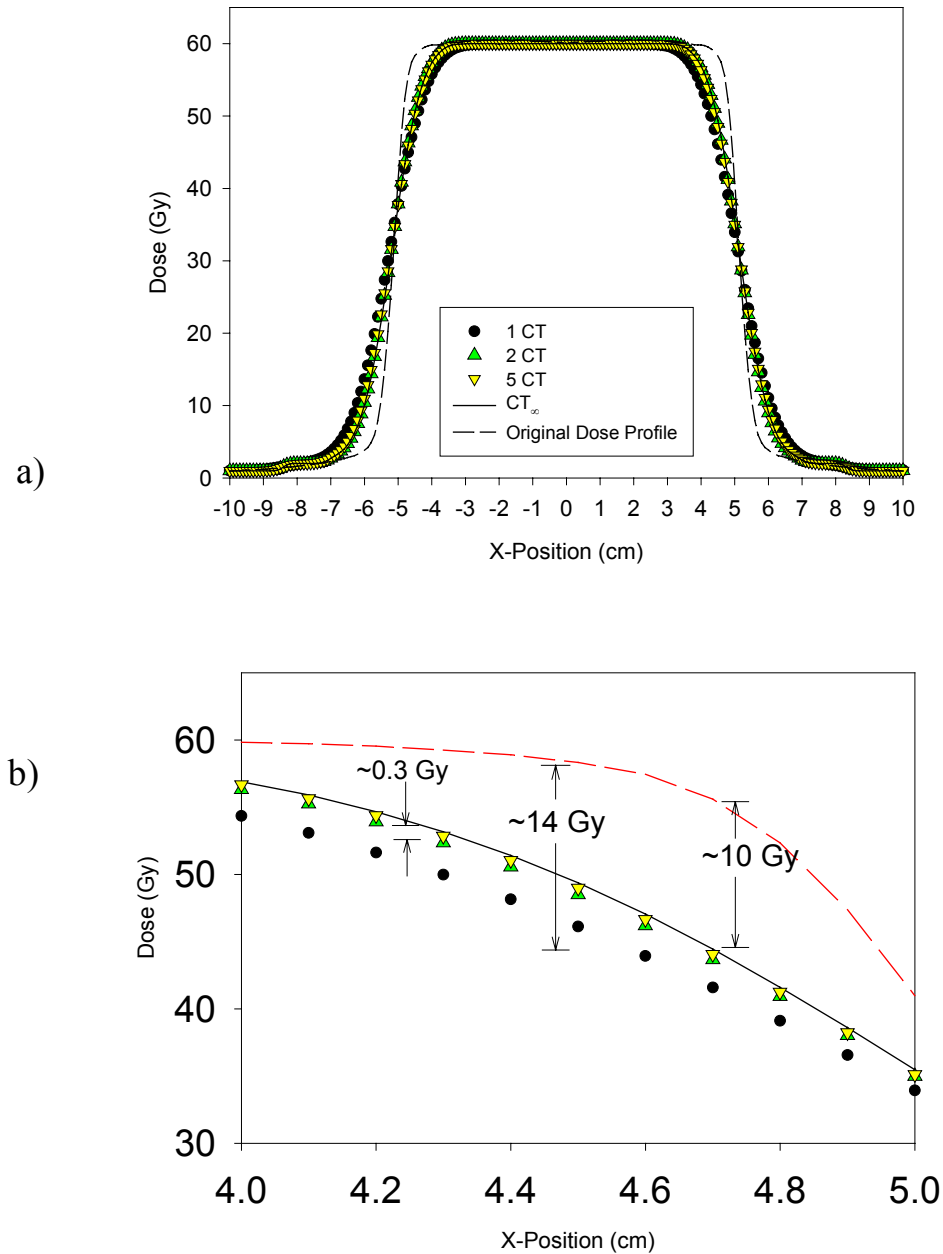 a)
Dose (Gy)
60
50
40
30
20
10
0
1 CT
2 CT
5 CT
CT∞
Original Dose Profile
-10 -9 -8 -7 -6 -5 -4 -3 -2 -1 0 1 2 3 4 5 6 7 8 9 10
X-Position (cm)
b)
Dose (Gy)
60
50
40
30
~0.3 Gy
~14 Gy
~10 Gy
4.0 4.2 4.4 4.6 4.8 5.0
X-Position (cm)